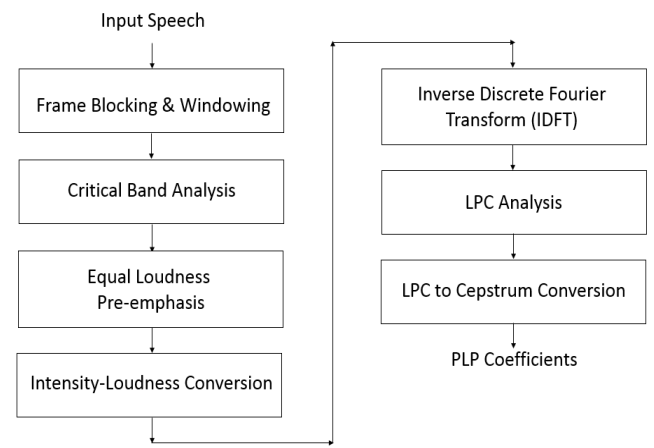 Input Speech
Frame Blocking & Windowing
Critical Band Analysis
Equal Loudness
Pre-emphasis
Intensity-Loudness Conversion
Inverse Discrete Fourier
Transform (IDFT)
LPC Analysis
LPC to Cepstrum Conversion
PLP Coefficients